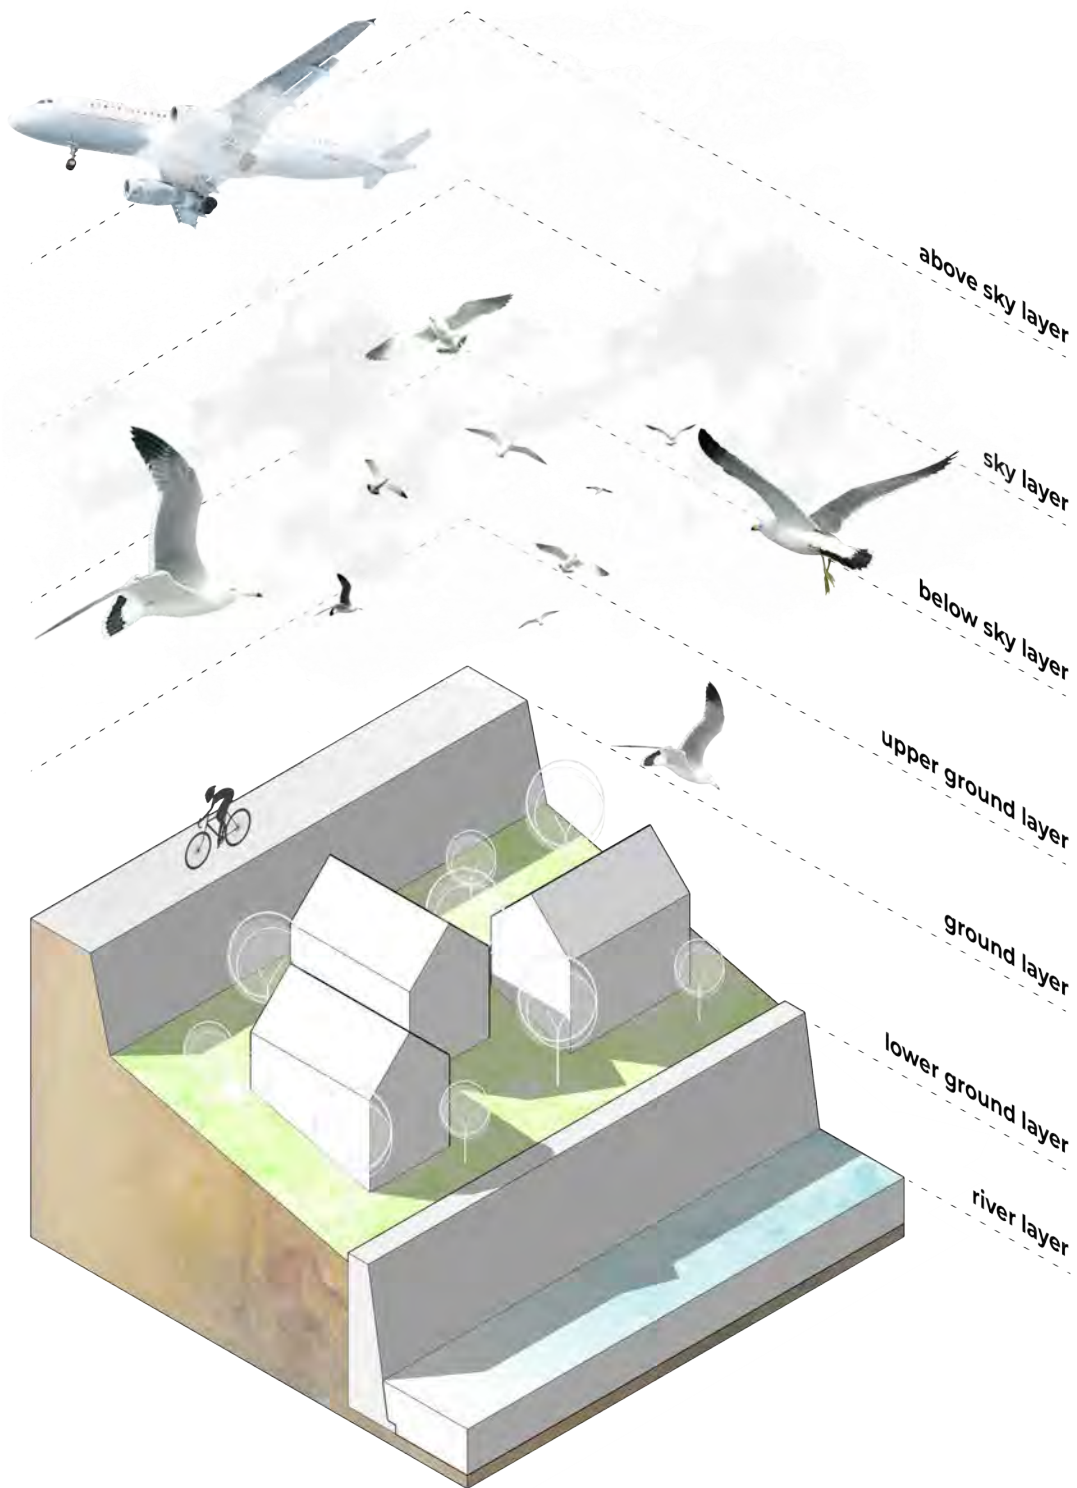 above sky layer
sky layer
below sky layer
upper ground layer
ground layer
lower ground layer
river layer